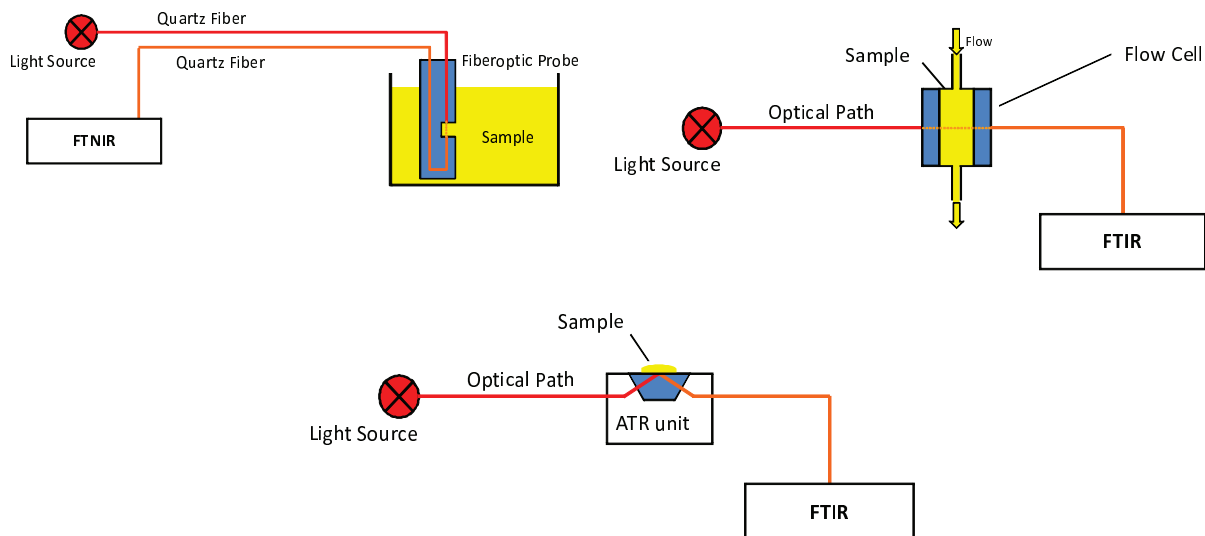 Quartz Fiber
Light Source
Quartz Fiber
Fiberoptic Probe
FTNIR
Sample
Flow
Sample
Flow Cell
Optical Path
Light Source
FTIR
Sample
Optical Path
Light Source
ATR unit
FTIR